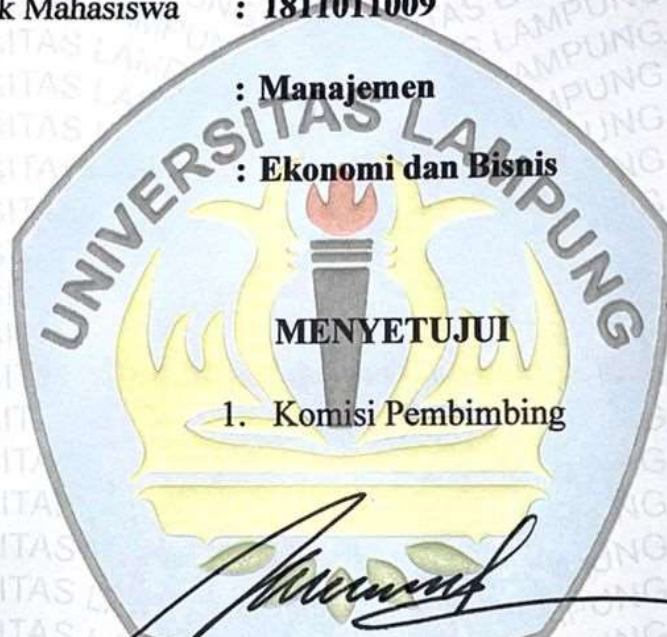 k Mahasiswa : 1811011009
: Manajemen
: Ekonomi dan Bisnis
UNIVERSITAS LAMPUNG
MENYETUJUI
1. Komisi Pembimbing